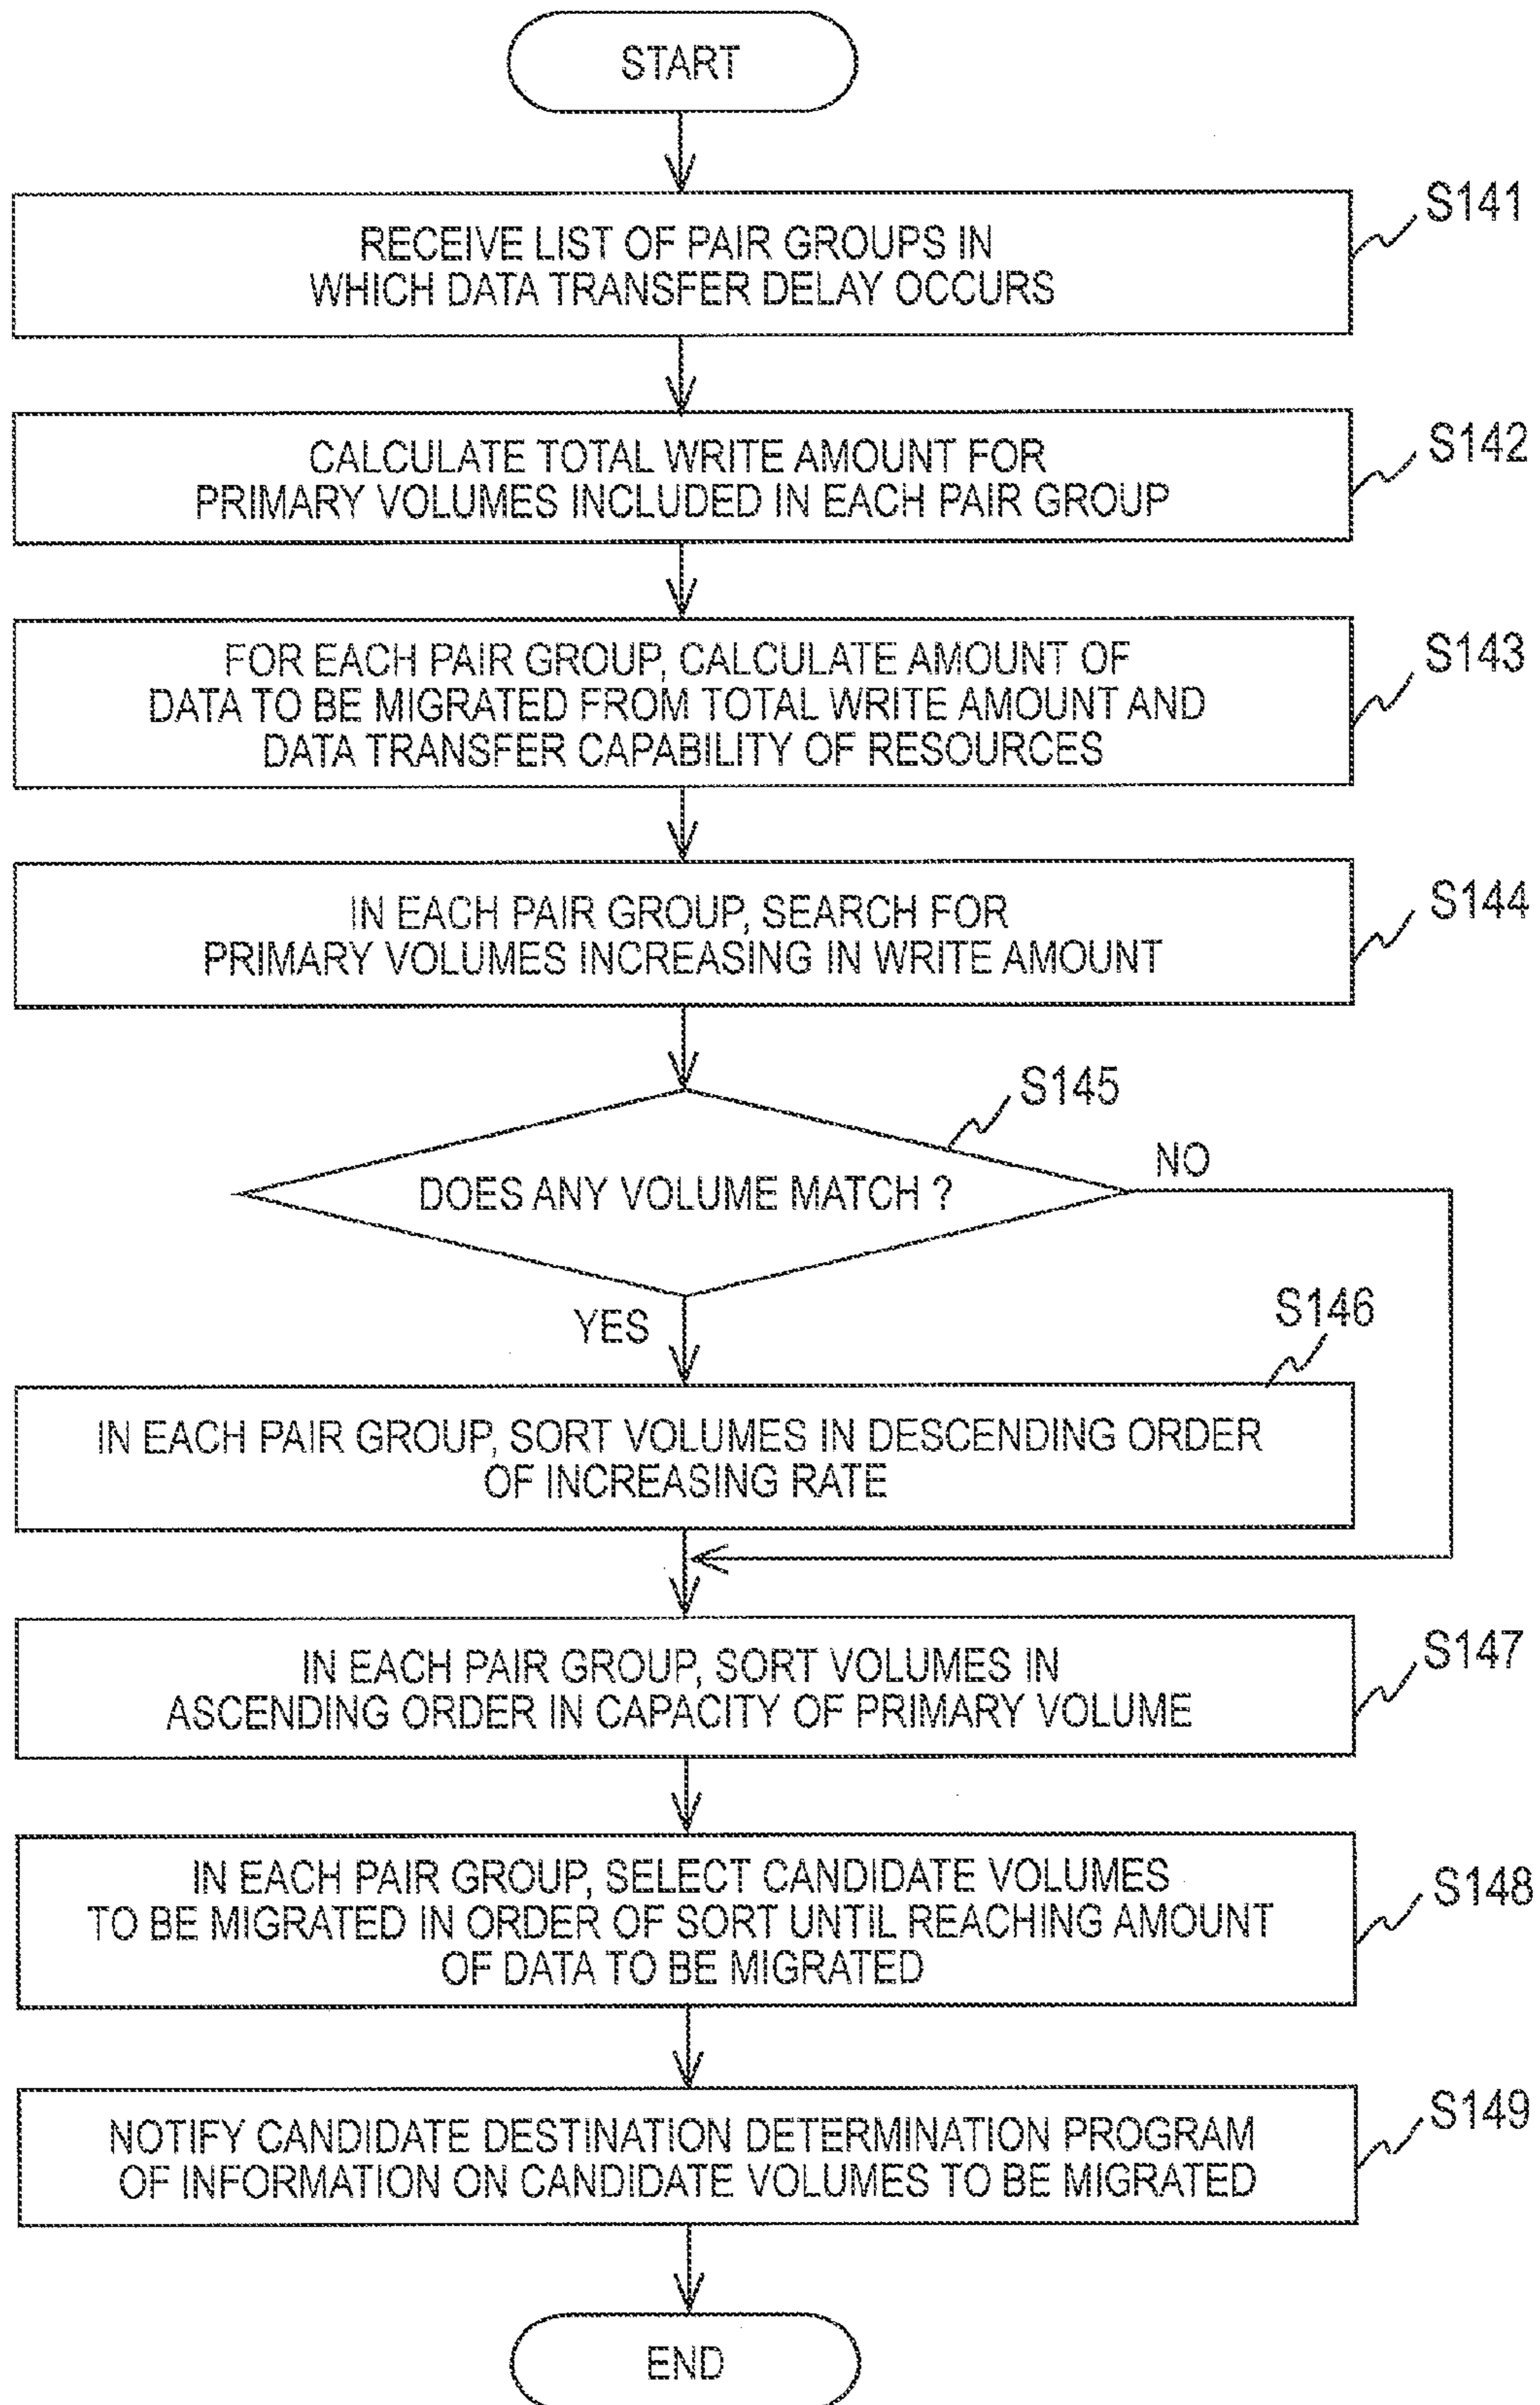 START
RECEIVE LIST OF PAIR GROUPS IN
WHICH DATA TRANSFER DELAY OCCURS
S141
CALCULATE TOTAL WRITE AMOUNT FOR
PRIMARY VOLUMES INCLUDED IN EACH PAIR GROUP
S142
FOR EACH PAIR GROUP, CALCULATE AMOUNT OF
DATA TO BE MIGRATED FROM TOTAL WRITE AMOUNT AND
DATA TRANSFER CAPABILITY OF RESOURCES
S143
IN EACH PAIR GROUP, SEARCH FOR
PRIMARY VOLUMES INCREASING IN WRITE AMOUNT
S144
S145
DOES ANY VOLUME MATCH ?
NO
YES
S146
IN EACH PAIR GROUP, SORT VOLUMES IN DESCENDING ORDER
OF INCREASING RATE
IN EACH PAIR GROUP, SORT VOLUMES IN
ASCENDING ORDER IN CAPACITY OF PRIMARY VOLUME
S147
IN EACH PAIR GROUP, SELECT CANDIDATE VOLUMES
TO BE MIGRATED IN ORDER OF SORT UNTIL REACHING AMOUNT
OF DATA TO BE MIGRATED
S148
NOTIFY CANDIDATE DESTINATION DETERMINATION PROGRAM
OF INFORMATION ON CANDIDATE VOLUMES TO BE MIGRATED
S149
END